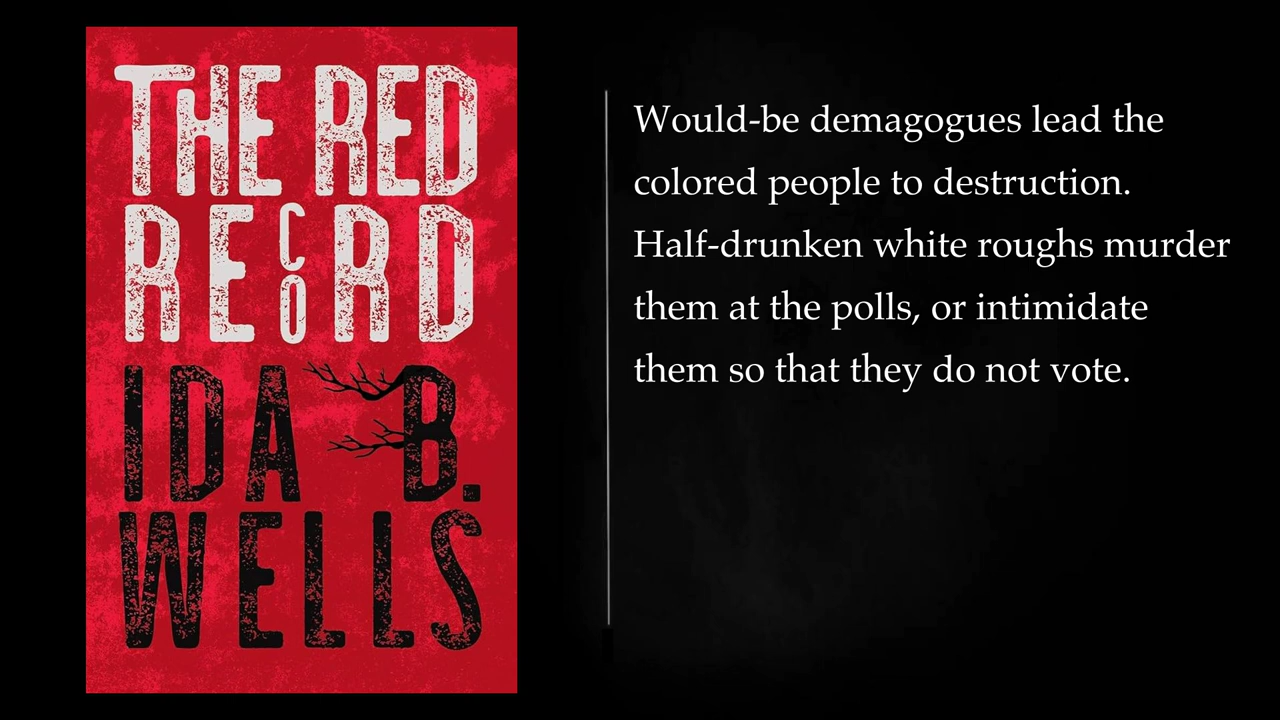 THE RED
RECORD
IDA B.
WELLS
Would-be demagogues lead the
colored people to destruction.
Half-drunken white roughs murder
them at the polls, or intimidate
them so that they do not vote.